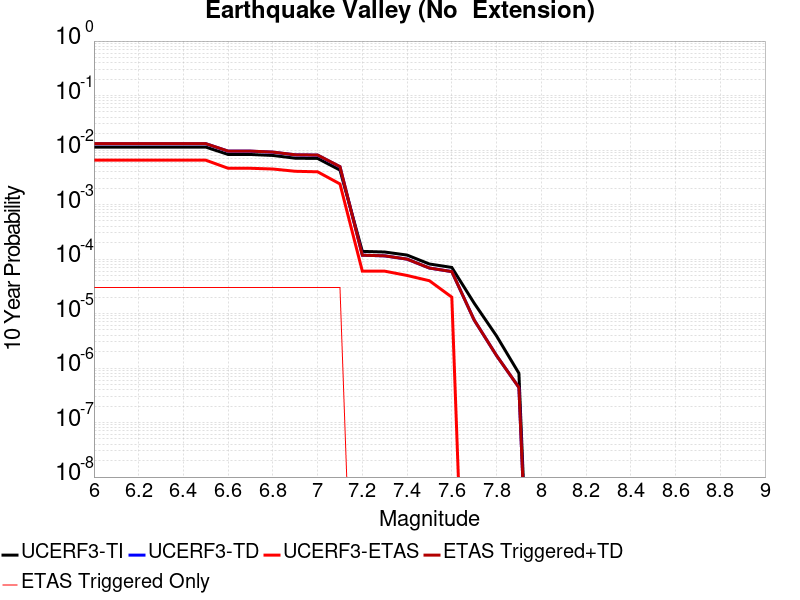 Earthquake Valley (No  Extension)
10^0
10^-1
10^-2
10^-3
10^-4
10^-5
10^-6
10^-7
10^-8
10 Year Probability
6 6.2 6.4 6.6 6.8 7 7.2 7.4 7.6 7.8 8 8.2 8.4 8.6 8.8 9
Magnitude
UCERF3-TI UCERF3-TD UCERF3-ETAS ETAS Triggered+TD
ETAS Triggered Only